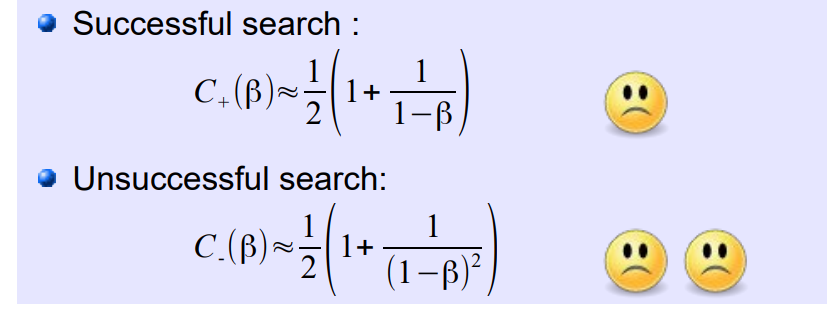 Successful search :
C₊(β)≈1/2(1+1/(1−β))
Unsuccessful search:
C₋(β)≈1/2(1+1/(1−β)²)